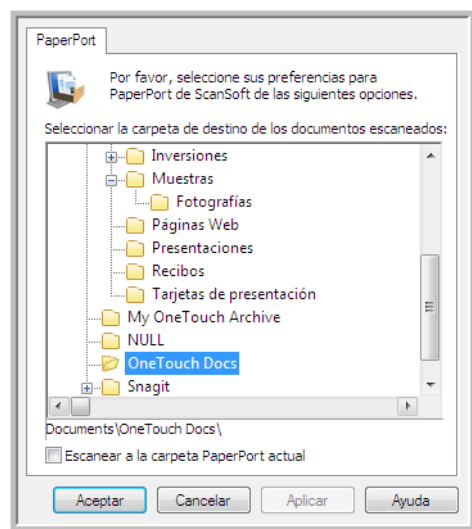 PaperPort
Por favor, seleccione sus preferencias para
PaperPort de ScanSoft de las siguientes opciones.
Seleccionar la carpeta de destino de los documentos escaneados:
Inversiones
Muestras
Fotografías
Páginas Web
Presentaciones
Recibos
Tarjetas de presentación
My OneTouch Archive
NULL
OneTouch Docs
Snagit
Documents\OneTouch Docs\
Escanear a la carpeta PaperPort actual
Aceptar Cancelar Aplicar Ayuda